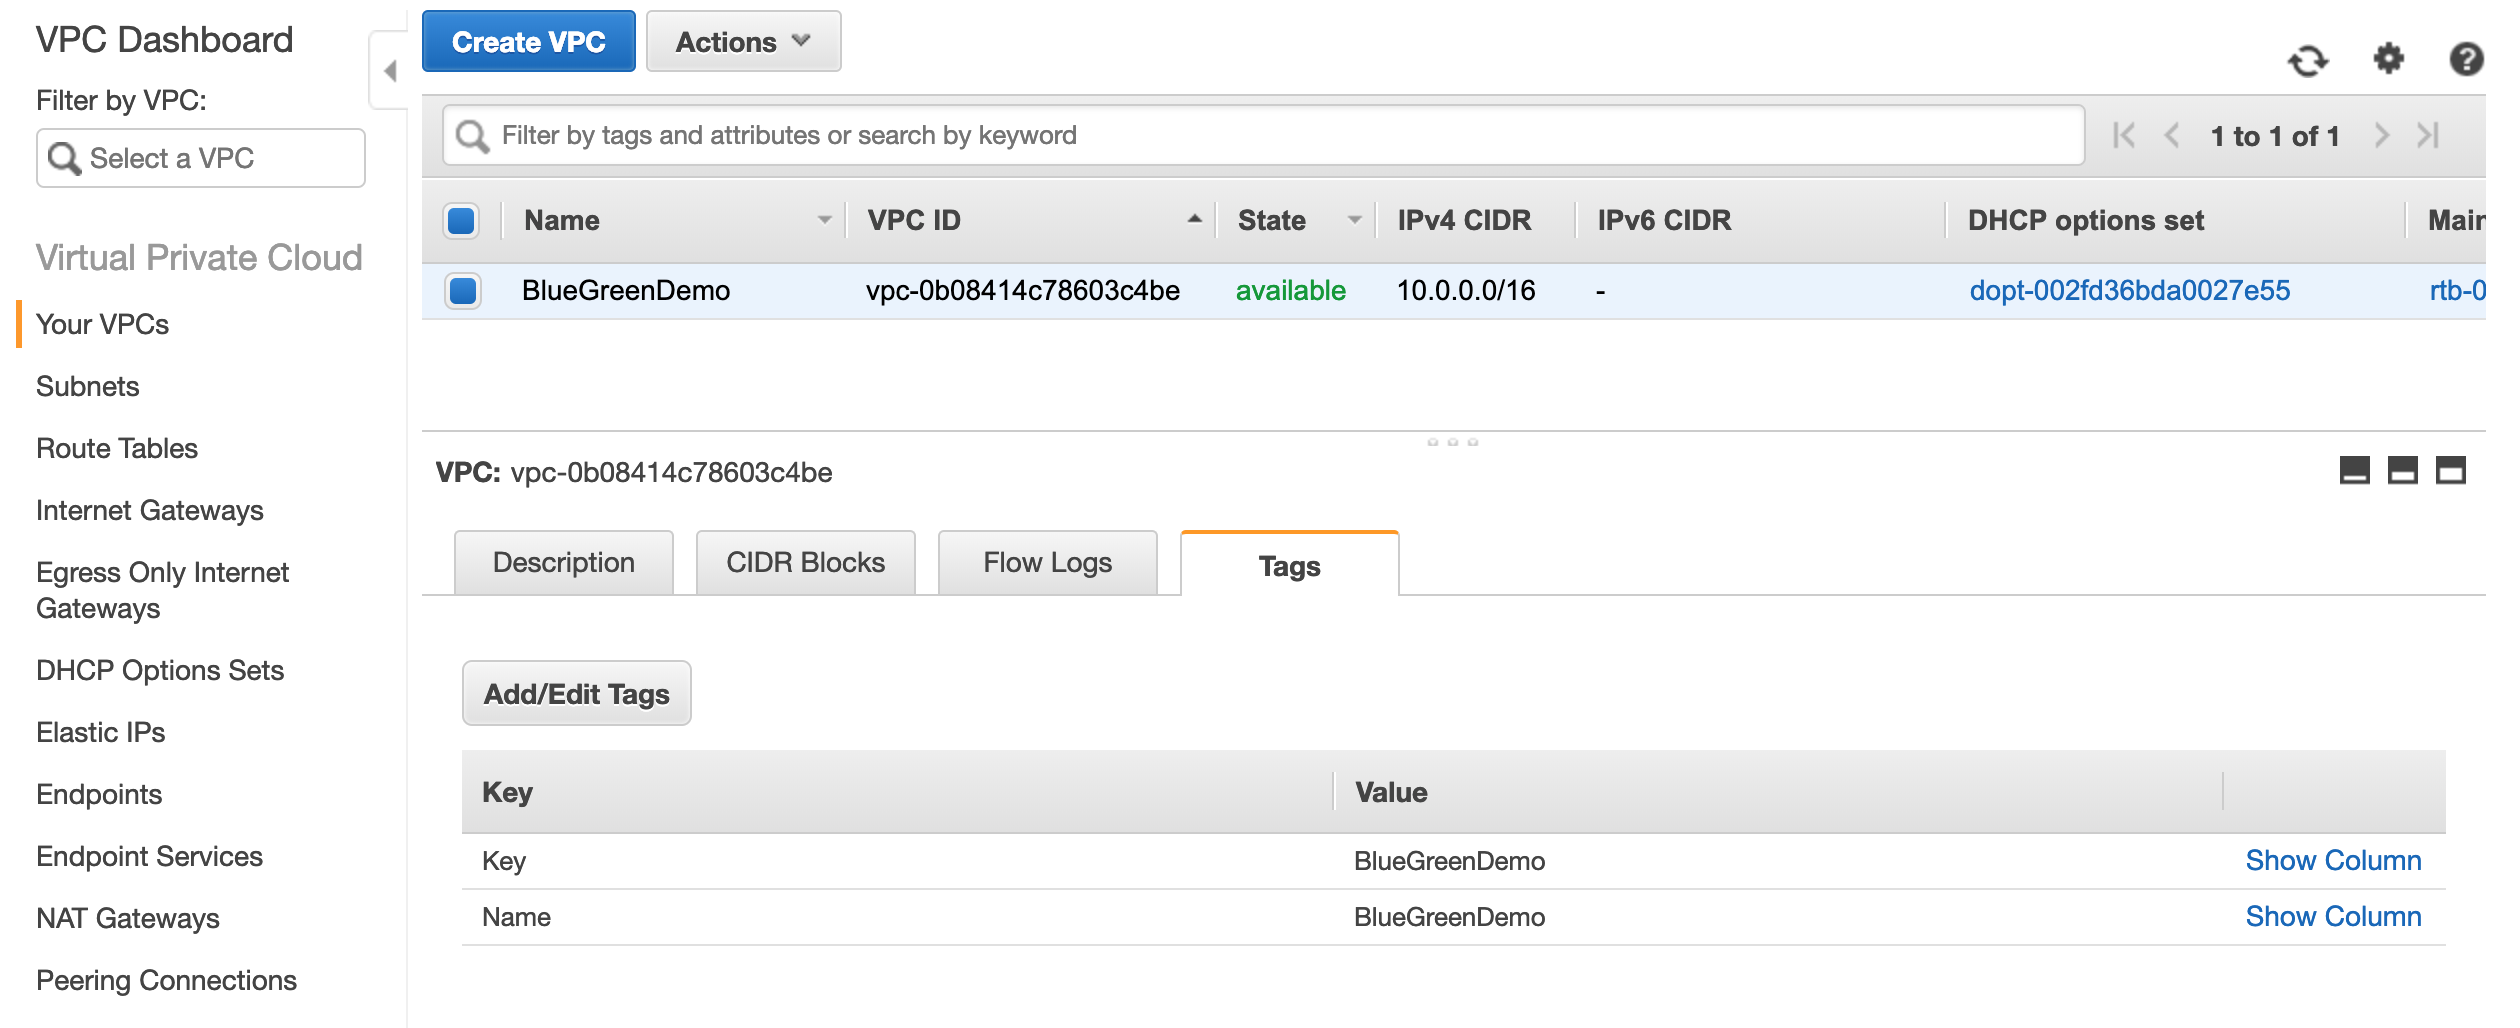 VPC Dashboard
Filter by VPC:
Select a VPC
Virtual Private Cloud
Your VPCs
Subnets
Route Tables
Internet Gateways
Egress Only Internet
Gateways
DHCP Options Sets
Elastic IPs
Endpoints
Endpoint Services
NAT Gateways
Peering Connections
Create VPC Actions
Filter by tags and attributes or search by keyword 1 to 1 of 1
Name VPC ID State IPv4 CIDR IPv6 CIDR DHCP options set Main
BlueGreenDemo vpc-0b08414c78603c4be available 10.0.0.0/16 - dopt-002fd36bda0027e55 rtb-0
VPC: vpc-0b08414c78603c4be
Description CIDR Blocks Flow Logs Tags
Add/Edit Tags
Key Value
Key BlueGreenDemo Show Column
Name BlueGreenDemo Show Column